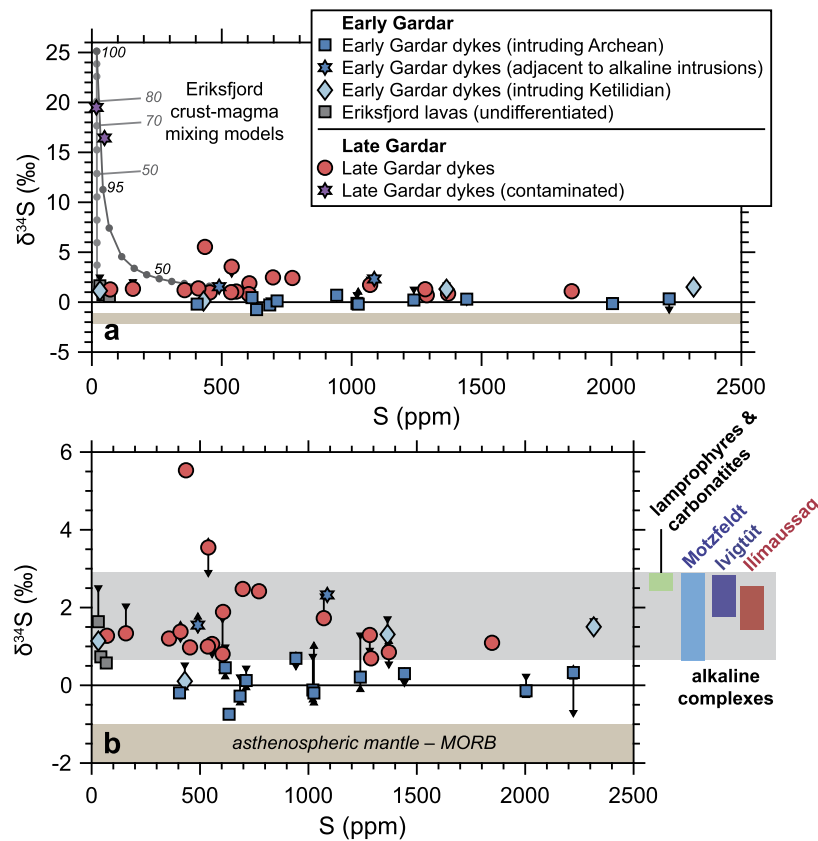 Early Gardar
Early Gardar dykes (intruding Archean)
Early Gardar dykes (adjacent to alkaline intrusions)
Early Gardar dykes (intruding Ketilidian)
Eriksfjord lavas (undifferentiated)
Late Gardar
Late Gardar dykes
Late Gardar dykes (contaminated)
25
20
15
10
5
0
-5
δ³⁴S (‰)
100
80
70
50
95
50
Eriksfjord
crust-magma
mixing models
a
0 500 1000 1500 2000 2500
S (ppm)
6
4
2
0
-2
δ³⁴S (‰)
b
asthenospheric mantle – MORB
0 500 1000 1500 2000 2500
S (ppm)
lamprophyres &
carbonatites
Motzfeldt
Ivigtût
Ilímaussaq
alkaline
complexes